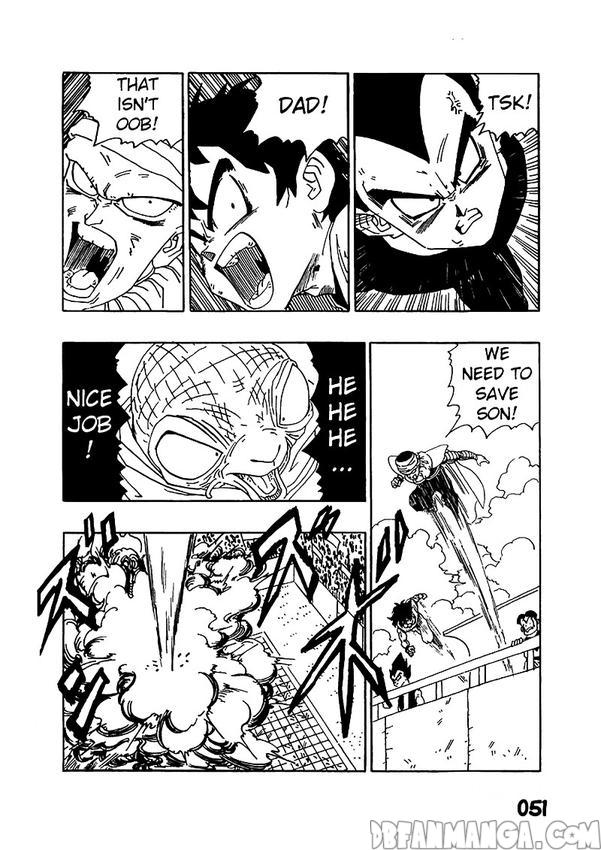 TSK!
DAD!
THAT
ISN'T
OOB!
WE
NEED TO
SAVE
SON!
HE
HE
HE
...
NICE
JOB
!
051
DBFANMANGA.COM